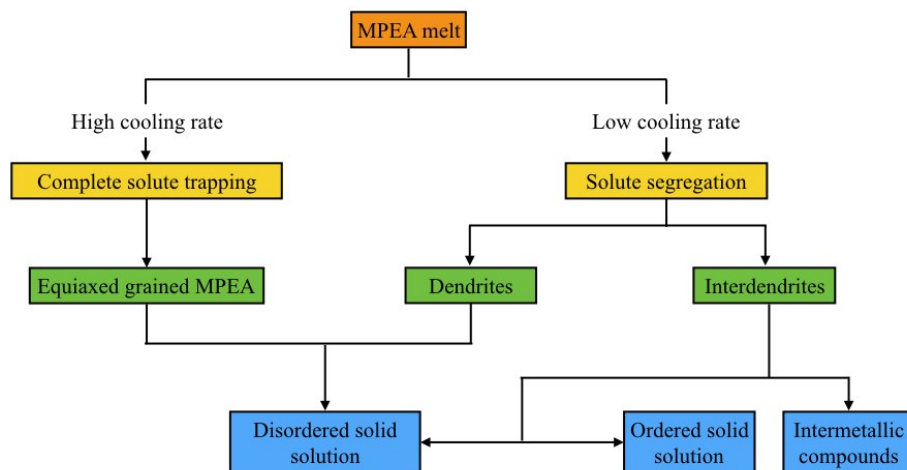 MPEA melt
High cooling rate
Low cooling rate
Complete solute trapping
Solute segregation
Equiaxed grained MPEA
Dendrites
Interdendrites
Disordered solid
solution
Ordered solid
solution
Intermetallic
compounds